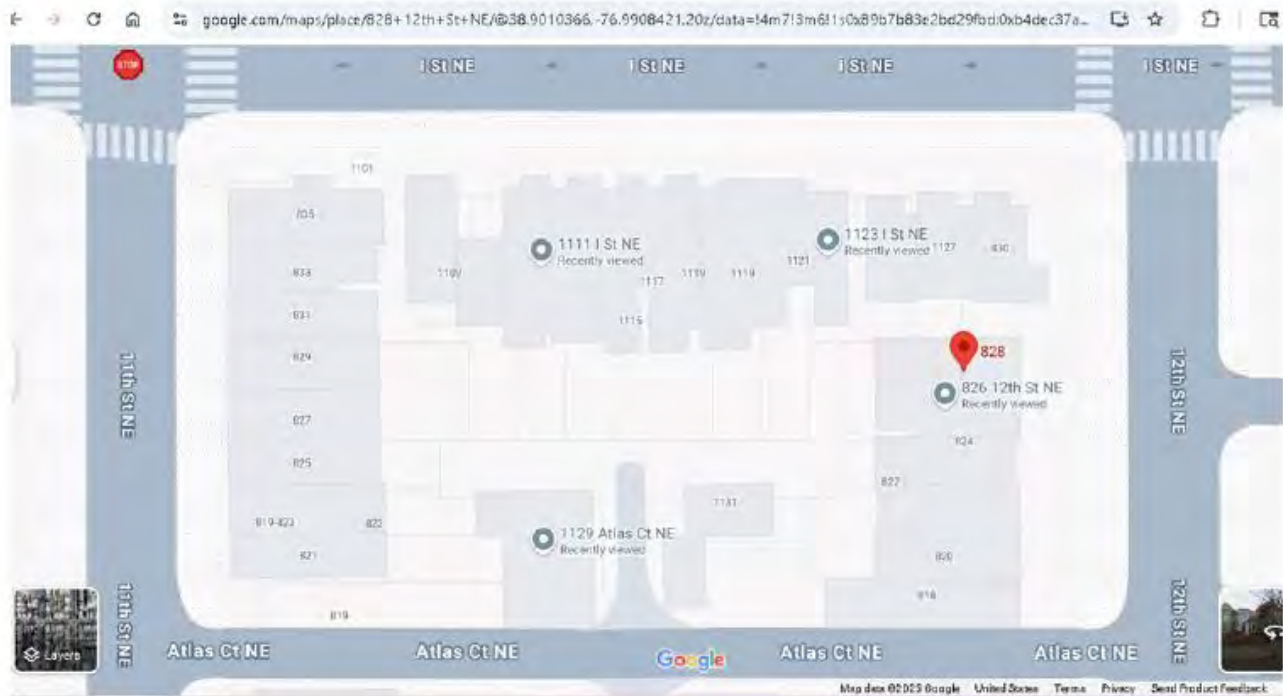 google.com/maps/place/828+12th+St+NE/@38.9010366,-76.9908421,20z/data=!4m7!3m6!1s0x89b7b83e2bd29fbd:0xb4dec37a...
STOP
I St NE
I St NE
I St NE
I St NE
1101
705
1111 I St NE
Recently viewed
1123 I St NE
Recently viewed
1127
830
833
1107
1117
1119
1119
1121
831
1115
829
828
826 12th St NE
Recently viewed
11th St NE
12th St NE
827
824
825
822
1131
819-823
823
1129 Atlas Ct NE
Recently viewed
821
820
818
819
11th St NE
12th St NE
Layers
Atlas Ct NE
Atlas Ct NE
Google
Atlas Ct NE
Atlas Ct NE
Map data ©2025 Google United States Terms Privacy Send Product Feedback